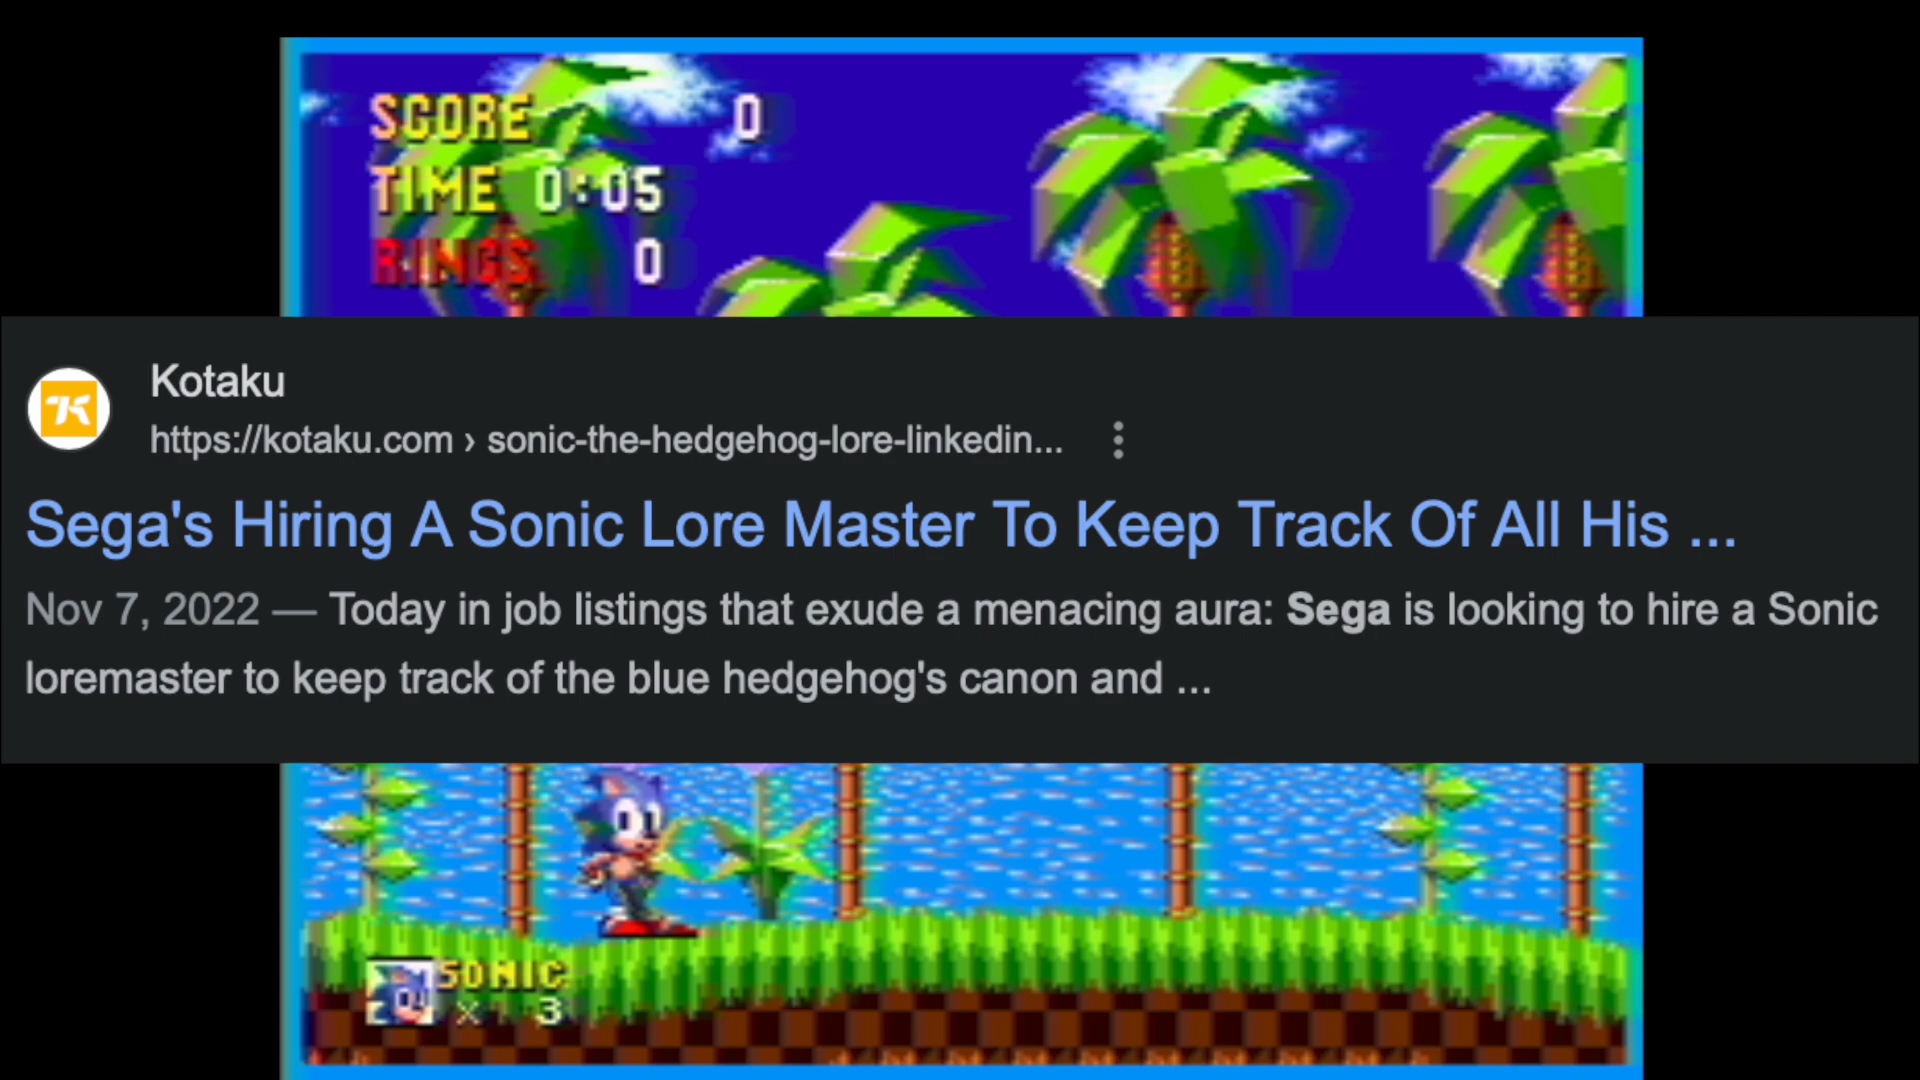 SCORE 0
TIME 0:05
RINGS 0
Kotaku
https://kotaku.com › sonic-the-hedgehog-lore-linkedin...
Sega's Hiring A Sonic Lore Master To Keep Track Of All His ...
Nov 7, 2022 — Today in job listings that exude a menacing aura: Sega is looking to hire a Sonic
loremaster to keep track of the blue hedgehog's canon and ...
SONIC
× 3